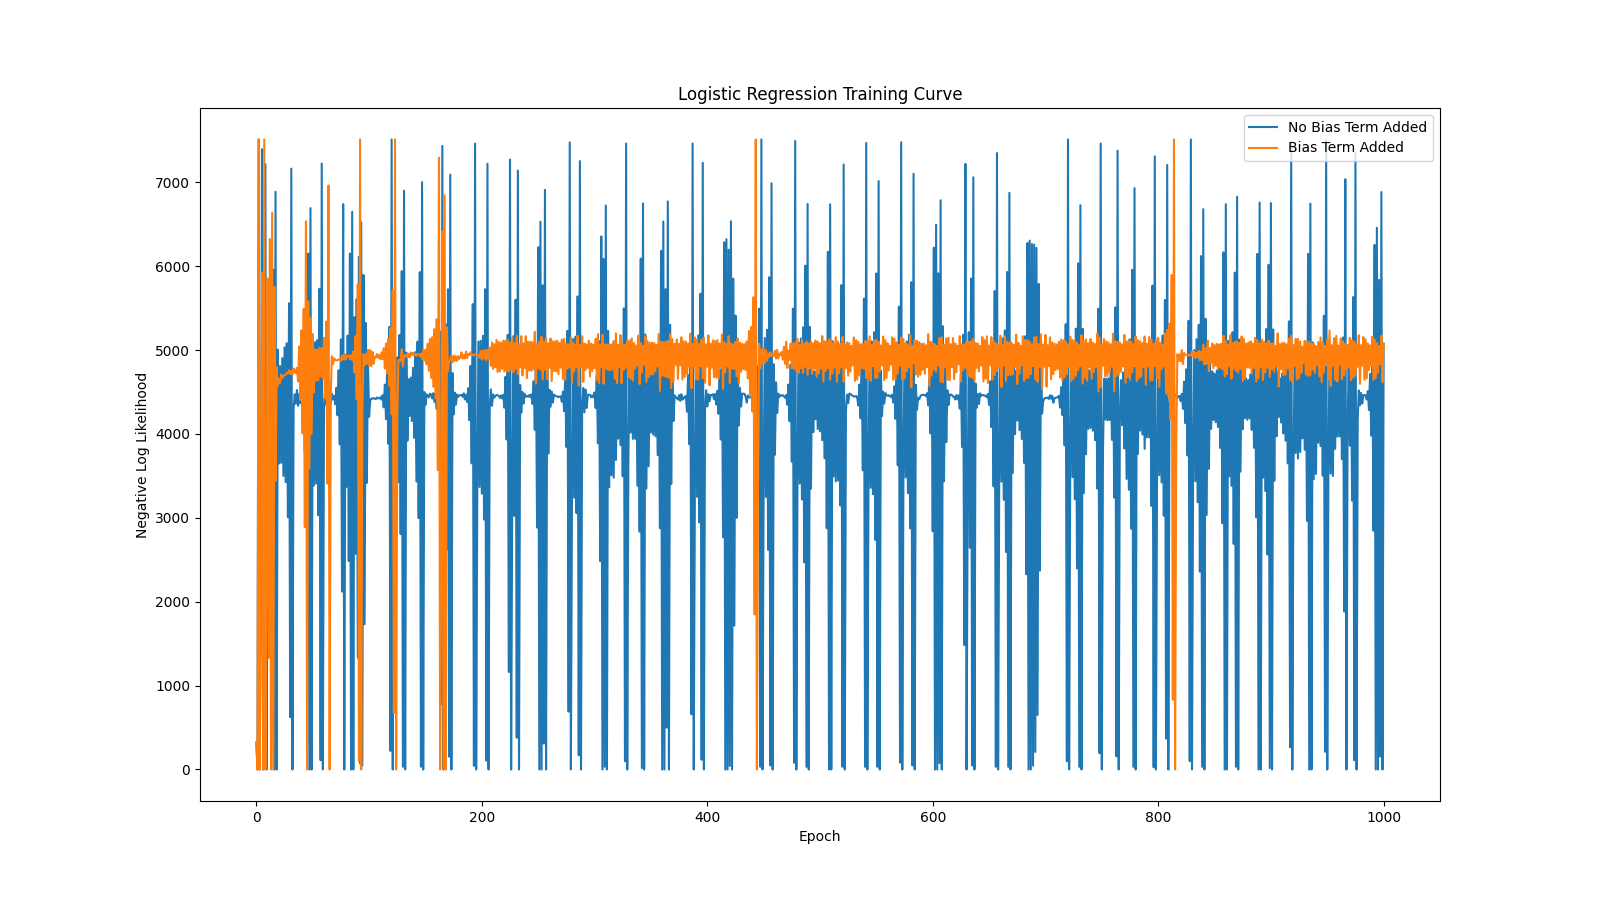 Logistic Regression Training Curve
No Bias Term Added
Bias Term Added
Negative Log Likelihood
7000
6000
5000
4000
3000
2000
1000
0
0 200 400 600 800 1000
Epoch